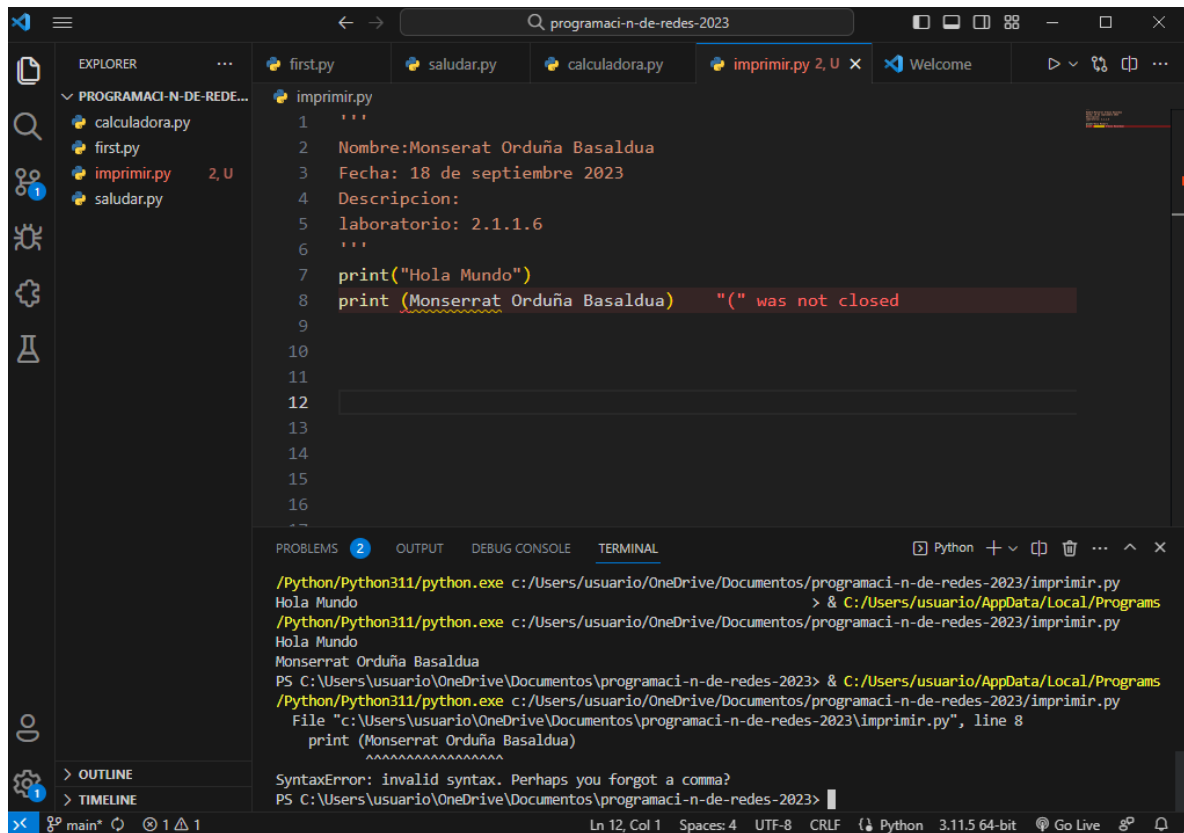 programaci-n-de-redes-2023
EXPLORER ...
first.py saludar.py calculadora.py imprimir.py 2, U Welcome
PROGRAMACI-N-DE-REDE...
calculadora.py
first.py
imprimir.py 2, U
saludar.py
1
OUTLINE
TIMELINE
1
imprimir.py
1 '''
2 Nombre:Monserat Orduña Basaldua
3 Fecha: 18 de septiembre 2023
4 Descripcion:
5 laboratorio: 2.1.1.6
6 '''
7 print("Hola Mundo")
8 print (Monserrat Orduña Basaldua) "(" was not closed
9
10
11
12
13
14
15
16
PROBLEMS 2 OUTPUT DEBUG CONSOLE TERMINAL Python
/Python/Python311/python.exe c:/Users/usuario/OneDrive/Documentos/programaci-n-de-redes-2023/imprimir.py
Hola Mundo > & C:/Users/usuario/AppData/Local/Programs
/Python/Python311/python.exe c:/Users/usuario/OneDrive/Documentos/programaci-n-de-redes-2023/imprimir.py
Hola Mundo
Monserrat Orduña Basaldua
PS C:\Users\usuario\OneDrive\Documentos\programaci-n-de-redes-2023> & C:/Users/usuario/AppData/Local/Programs
/Python/Python311/python.exe c:/Users/usuario/OneDrive/Documentos/programaci-n-de-redes-2023/imprimir.py
File "c:\Users\usuario\OneDrive\Documentos\programaci-n-de-redes-2023\imprimir.py", line 8
print (Monserrat Orduña Basaldua)
^^^^^^^^^^^^^^^^^
SyntaxError: invalid syntax. Perhaps you forgot a comma?
PS C:\Users\usuario\OneDrive\Documentos\programaci-n-de-redes-2023>
main* 1 1 Ln 12, Col 1 Spaces: 4 UTF-8 CRLF Python 3.11.5 64-bit Go Live